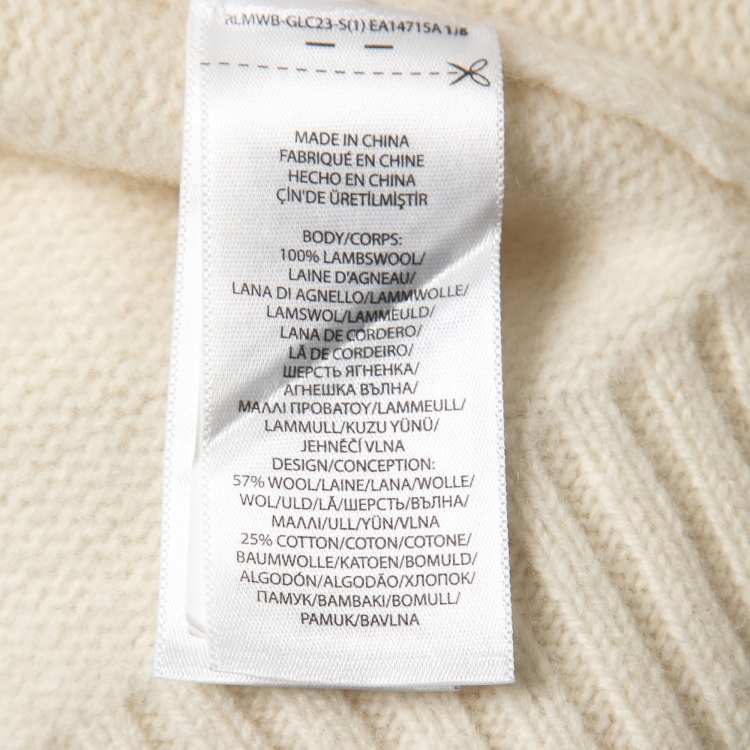 RLMWB-GLC23-S(1) EA14715A 1/8
MADE IN CHINA
FABRIQUÉ EN CHINE
HECHO EN CHINA
ÇİN'DE ÜRETİLMİŞTİR
BODY/CORPS:
100% LAMBSWOOL/
LAINE D'AGNEAU/
LANA DI AGNELLO/LAMMWOLLE/
LAMSWOL/LAMMEULD/
LANA DE CORDERO/
LÃ DE CORDEIRO/
ШЕРСТЬ ЯГНЕНКА/
АГНЕШКА ВЪЛНА/
ΜΑΛΛΙ ΠΡΟΒΑΤΟΥ/LAMMEULL/
LAMMULL/KUZU YÜNÜ/
JEHNĚČÍ VLNA
DESIGN/CONCEPTION:
57% WOOL/LAINE/LANA/WOLLE/
WOL/ULD/LÃ/ШЕРСТЬ/ВЪЛНА/
ΜΑΛΛΙ/ULL/YÜN/VLNA
25% COTTON/COTON/COTONE/
BAUMWOLLE/KATOEN/BOMULD/
ALGODÓN/ALGODÃO/ХЛОПОК/
ПАМУК/ΒΑΜΒΑΚΙ/BOMULL/
PAMUK/BAVLNA